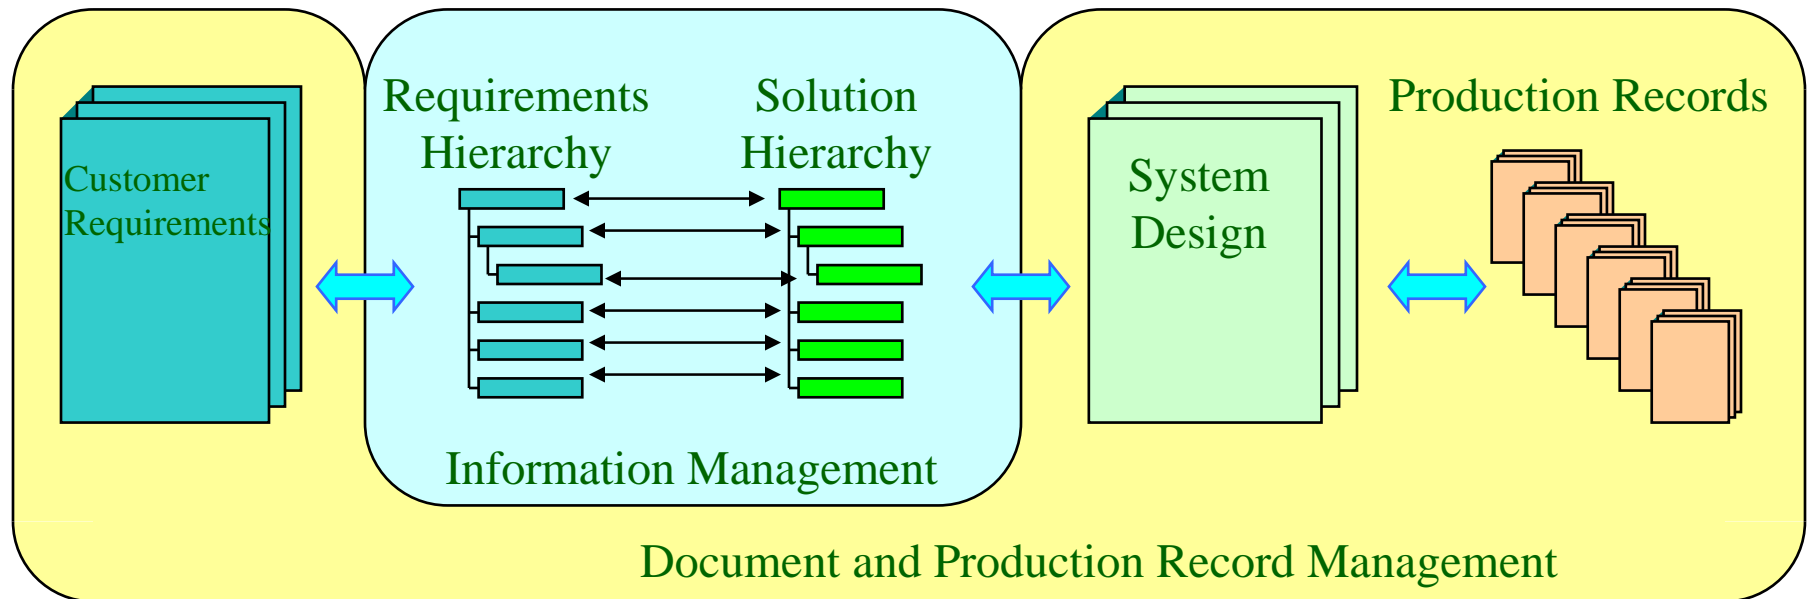 Customer
Requirements
Requirements
Hierarchy
Solution
Hierarchy
Information Management
System
Design
Production Records
Document and Production Record Management